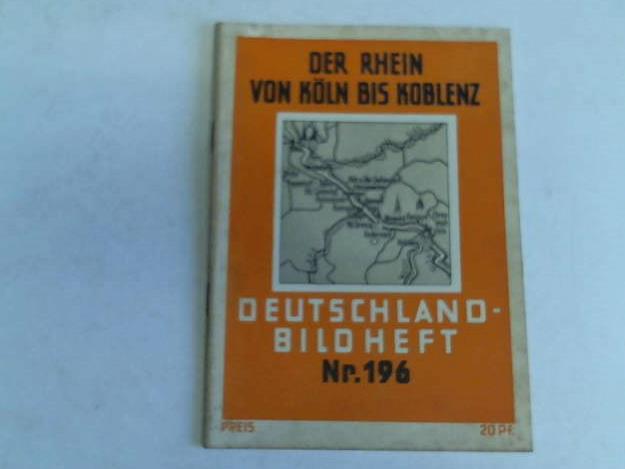 DER RHEIN
VON KÖLN BIS KOBLENZ
DEUTSCHLAND-
BILDHEFT
Nr. 196
PREIS 20 Pf.